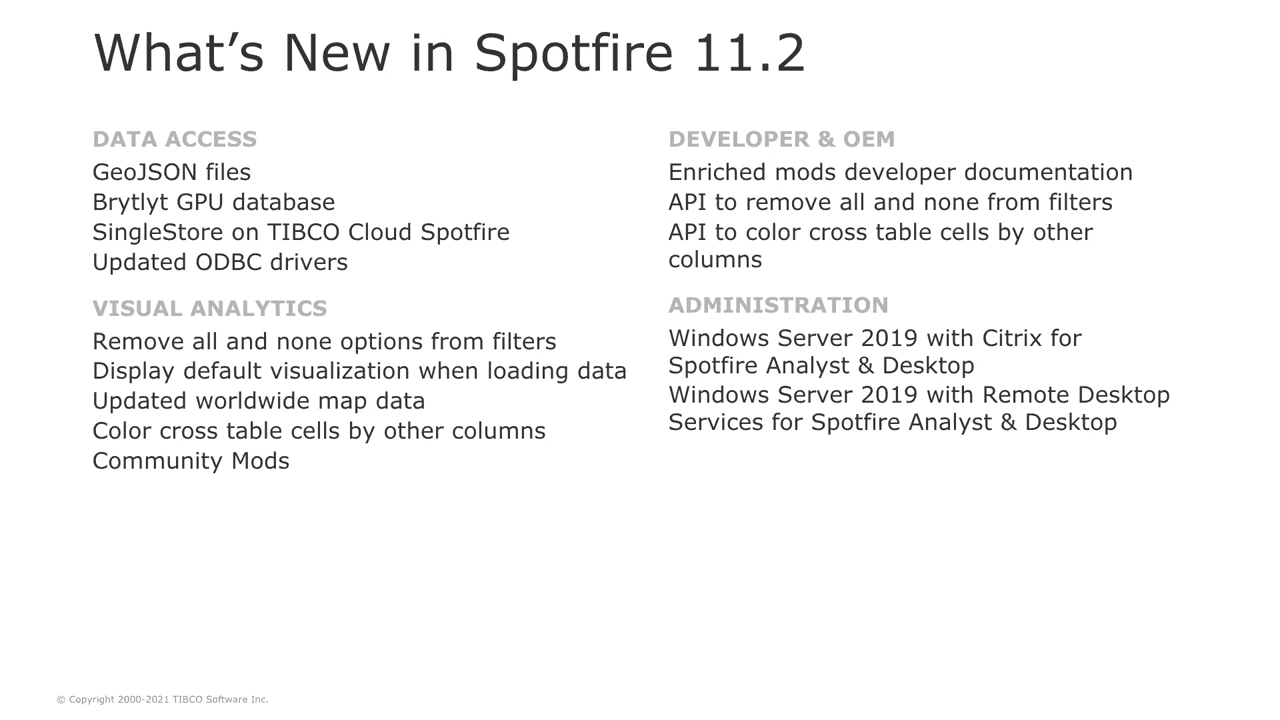 What’s New in Spotfire 11.2
DATA ACCESS
GeoJSON files
Brytlyt GPU database
SingleStore on TIBCO Cloud Spotfire
Updated ODBC drivers
VISUAL ANALYTICS
Remove all and none options from filters
Display default visualization when loading data
Updated worldwide map data
Color cross table cells by other columns
Community Mods
DEVELOPER & OEM
Enriched mods developer documentation
API to remove all and none from filters
API to color cross table cells by other
columns
ADMINISTRATION
Windows Server 2019 with Citrix for
Spotfire Analyst & Desktop
Windows Server 2019 with Remote Desktop
Services for Spotfire Analyst & Desktop
© Copyright 2000-2021 TIBCO Software Inc.